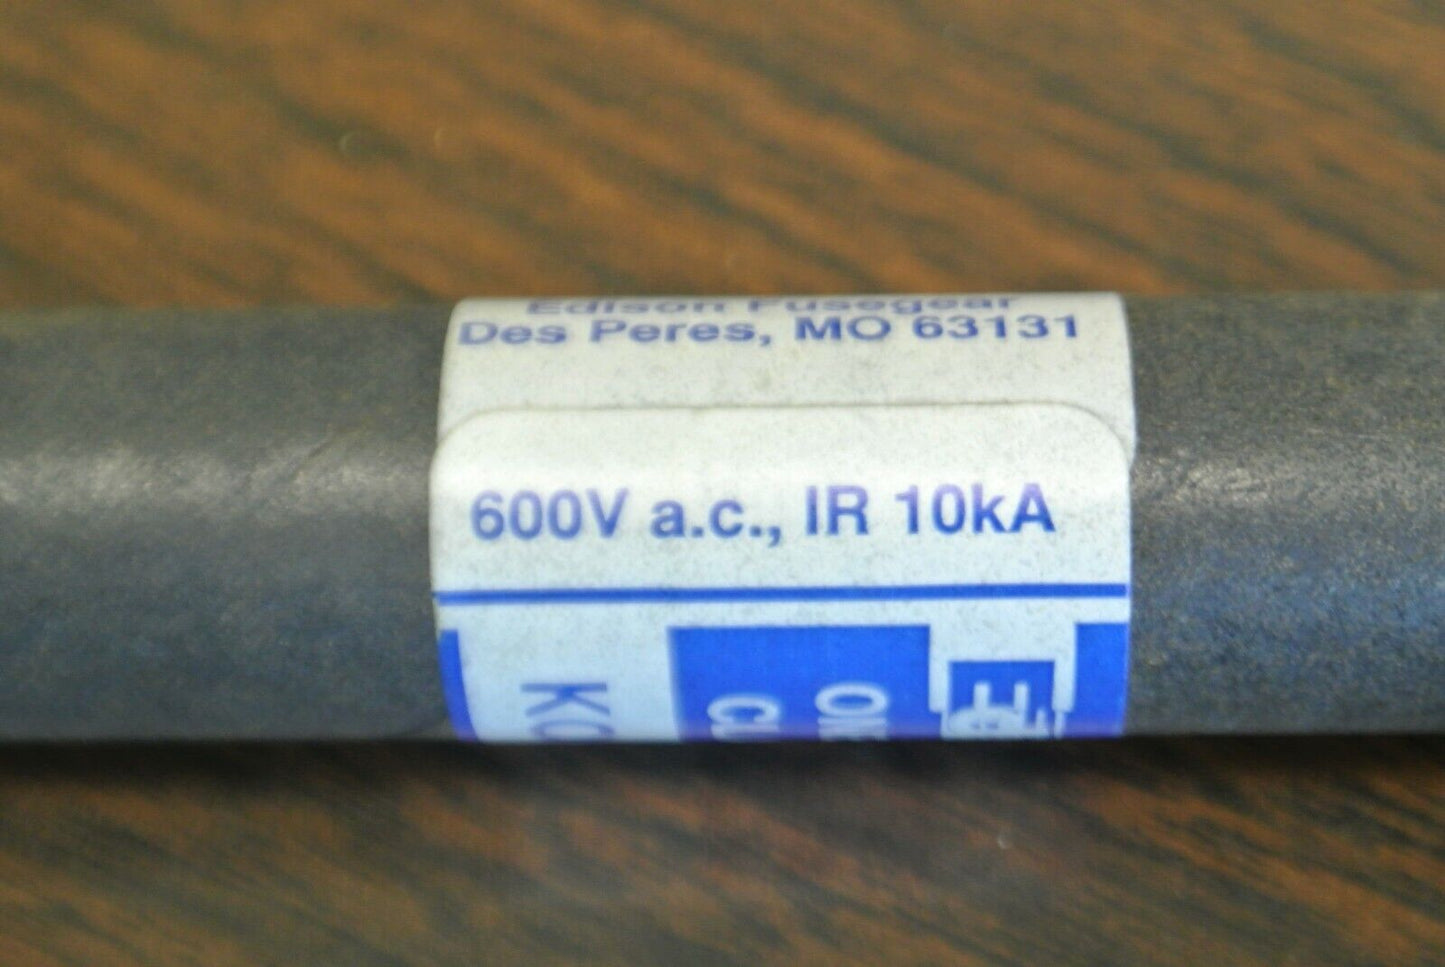 Edison Fusegear
Des Peres, MO 63131
600V a.c., IR 10kA